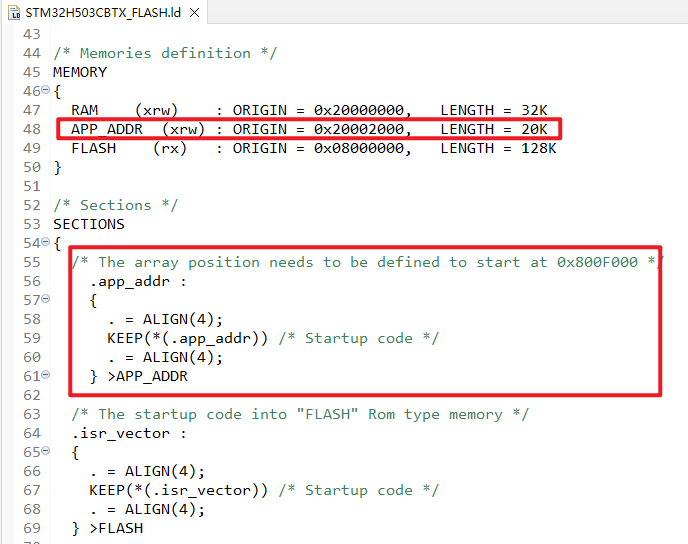 STM32H503CBTX_FLASH.ld
43
44 /* Memories definition */
45 MEMORY
46 {
47   RAM    (xrw)    : ORIGIN = 0x20000000,   LENGTH = 32K
48   APP_ADDR  (xrw) : ORIGIN = 0x20002000,   LENGTH = 20K
49   FLASH    (rx)   : ORIGIN = 0x08000000,   LENGTH = 128K
50 }
51
52 /* Sections */
53 SECTIONS
54 {
55   /* The array position needs to be defined to start at 0x800F000 */
56     .app_addr :
57     {
58       . = ALIGN(4);
59       KEEP(*(.app_addr)) /* Startup code */
60       . = ALIGN(4);
61     } >APP_ADDR
62
63   /* The startup code into "FLASH" Rom type memory */
64   .isr_vector :
65   {
66     . = ALIGN(4);
67     KEEP(*(.isr_vector)) /* Startup code */
68     . = ALIGN(4);
69   } >FLASH